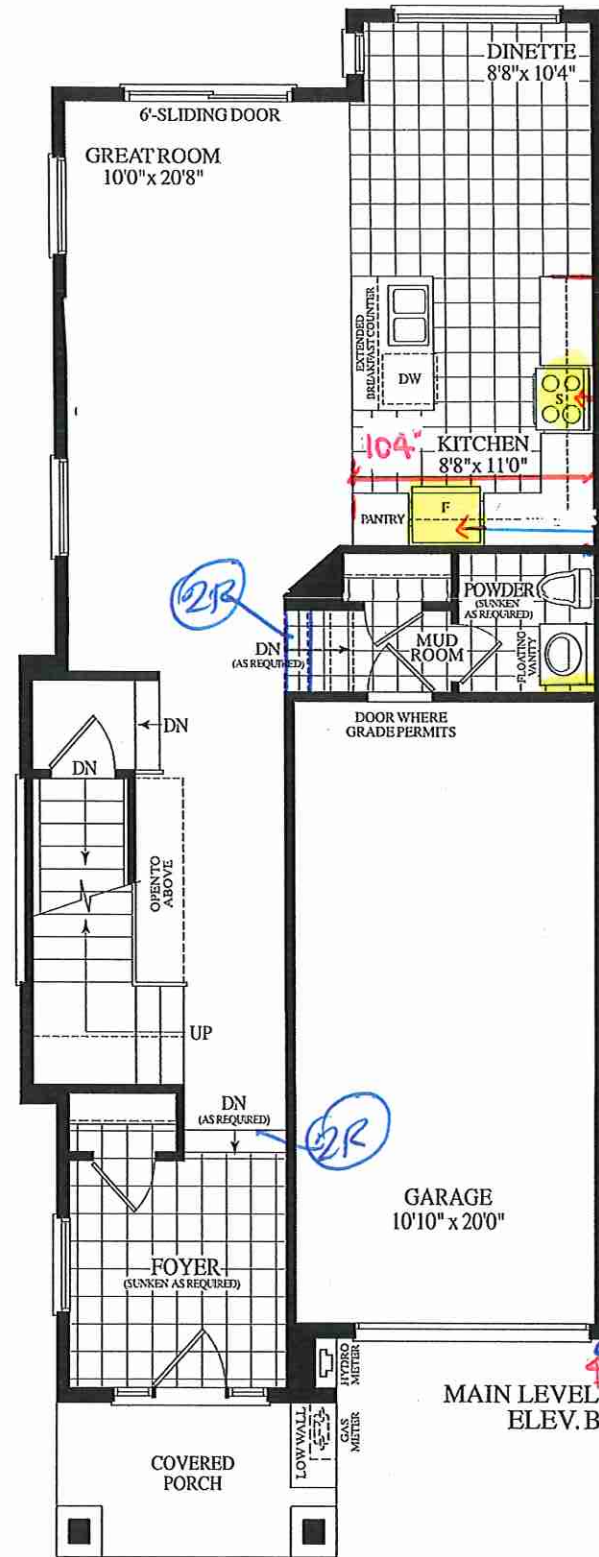 DINETTE
8'8"x 10'4"
6'-SLIDING DOOR
GREAT ROOM
10'0"x 20'8"
EXTENDED
BREAKFAST COUNTER
DW
S
104"
KITCHEN
8'8"x 11'0"
PANTRY
F
2R
DN
(AS REQUIRED)
MUD
ROOM
POWDER
(SUNKEN
AS REQUIRED)
FLOATING
VANITY
DOOR WHERE
GRADE PERMITS
DN
DN
OPEN TO
ABOVE
UP
DN
(AS REQUIRED)
2R
GARAGE
10'10" x 20'0"
FOYER
(SUNKEN AS REQUIRED)
HYDRO
METER
MAIN LEVEL
ELEV. B
LOW WALL
GAS
METER
COVERED
PORCH